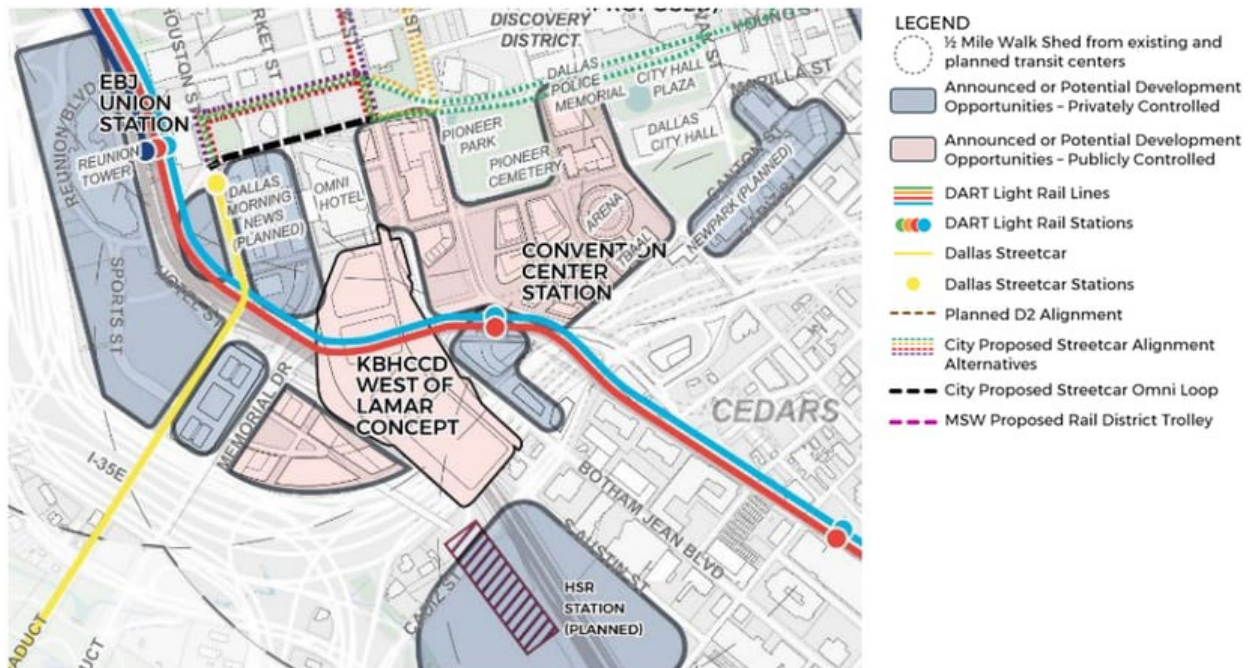 DISCOVERY
DISTRICT
HOUSTON ST
MARKET ST
YOUNG ST
MARILLA ST
EBJ
UNION
STATION
REUNION BLVD
REUNION
TOWER
DALLAS
POLICE
MEMORIAL
CITY HALL
PLAZA
DALLAS
CITY HALL
PIONEER
PARK
PIONEER
CEMETERY
DALLAS
MORNING
NEWS
(PLANNED)
OMNI
HOTEL
ARENA
CANTON ST
NEWPARK (PLANNED)
CONVENTION
CENTER
STATION
SPORTS ST
HOTEL ST
KBHCCD
WEST OF
LAMAR
CONCEPT
MEMORIAL DR
I-35E
CEDARS
BOTHAM JEAN BLVD
S AUSTIN ST
CADIZ ST
HSR
STATION
(PLANNED)
LEGEND
½ Mile Walk Shed from existing and
planned transit centers
Announced or Potential Development
Opportunities – Privately Controlled
Announced or Potential Development
Opportunities – Publicly Controlled
DART Light Rail Lines
DART Light Rail Stations
Dallas Streetcar
Dallas Streetcar Stations
Planned D2 Alignment
City Proposed Streetcar Alignment
Alternatives
City Proposed Streetcar Omni Loop
MSW Proposed Rail District Trolley